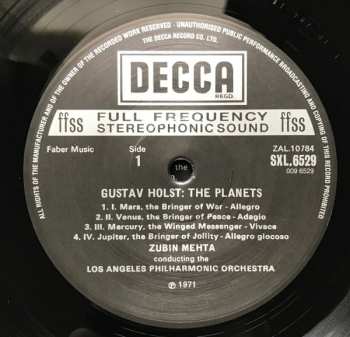 ALL RIGHTS OF THE MANUFACTURER AND OF THE OWNER OF THE RECORDED WORK RESERVED - UNAUTHORISED PUBLIC PERFORMANCE BROADCASTING AND COPYING OF THIS RECORD PROHIBITED
THE DECCA RECORD CO. LTD.
DECCA
REGD
ffss FULL FREQUENCY ffss
STEREOPHONIC SOUND
Faber Music Side ZAL.10784
1 SXL.6529
the 009 6529
GUSTAV HOLST: THE PLANETS
1. I. Mars, the Bringer of War - Allegro
2. II. Venus, the Bringer of Peace - Adagio
3. III. Mercury, the Winged Messenger - Vivace
4. IV. Jupiter, the Bringer of Jollity - Allegro giocoso
ZUBIN MEHTA
conducting the
LOS ANGELES PHILHARMONIC ORCHESTRA
℗ 1971